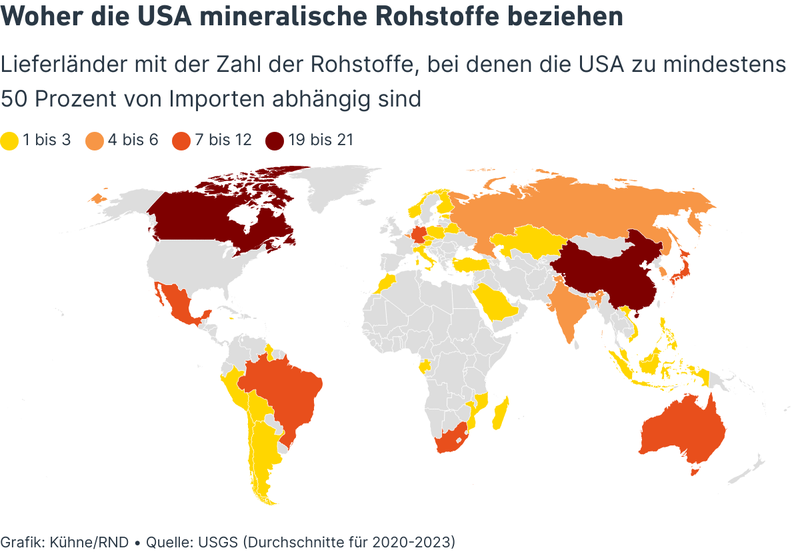 Woher die USA mineralische Rohstoffe beziehen
Lieferländer mit der Zahl der Rohstoffe, bei denen die USA zu mindestens
50 Prozent von Importen abhängig sind
1 bis 3 4 bis 6 7 bis 12 19 bis 21
Grafik: Kühne/RND • Quelle: USGS (Durchschnitte für 2020-2023)